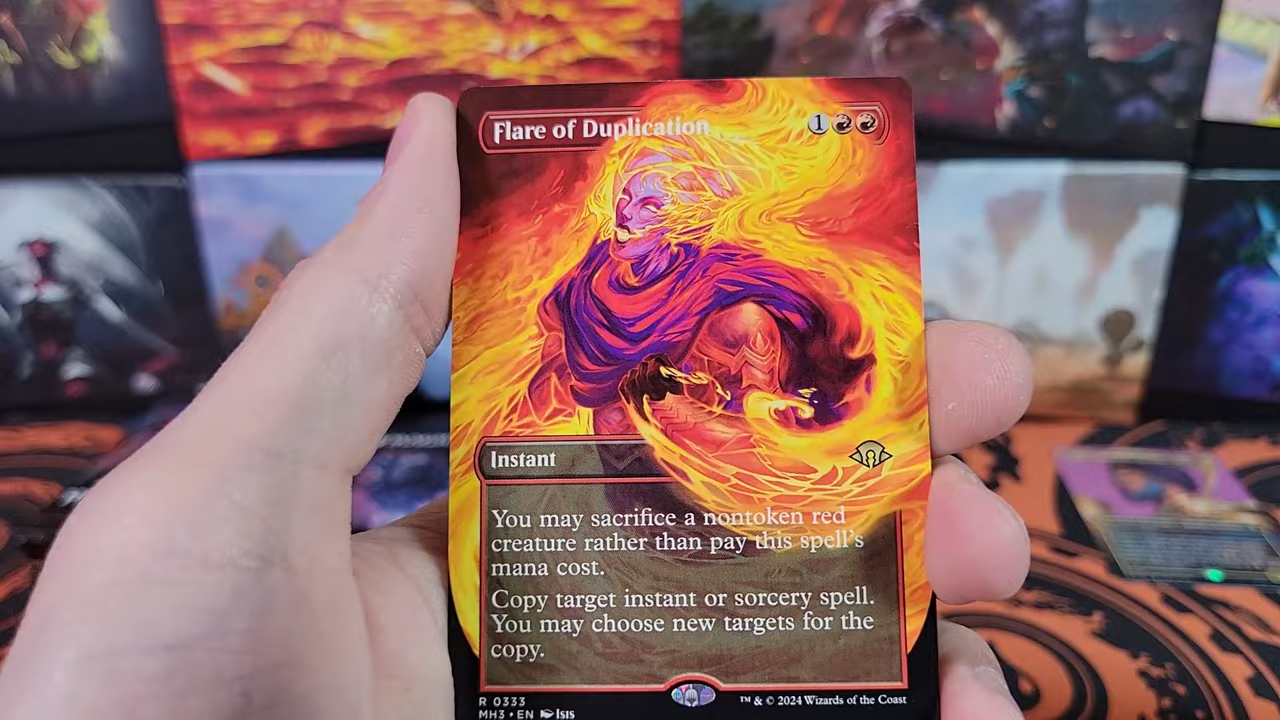 Flare of Duplication
1
Instant
You may sacrifice a nontoken red
creature rather than pay this spell's
mana cost.
Copy target instant or sorcery spell.
You may choose new targets for the
copy.
R 0333
MH3 • EN Isis
™ & © 2024 Wizards of the Coast